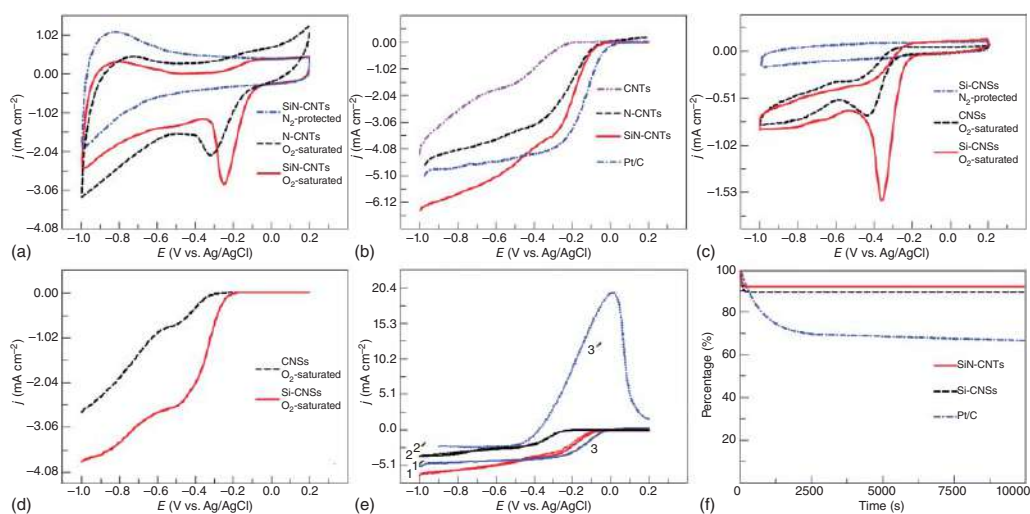 1.02
0.00
−1.02
−2.04
−3.06
−4.08
j (mA cm−2)
SiN-CNTs
N2-protected
N-CNTs
O2-saturated
SiN-CNTs
O2-saturated
−1.0 −0.8 −0.6 −0.4 −0.2 0.0 0.2
(a)
E (V vs. Ag/AgCl)
0.00
−1.02
−2.04
−3.06
−4.08
−5.10
−6.12
j (mA cm−2)
CNTs
N-CNTs
SiN-CNTs
Pt/C
−1.0 −0.8 −0.6 −0.4 −0.2 0.0 0.2
(b)
E (V vs. Ag/AgCl)
0.00
−0.51
−1.02
−1.53
j (mA cm−2)
Si-CNSs
N2-protected
CNSs
O2-saturated
Si-CNSs
O2-saturated
−1.0 −0.8 −0.6 −0.4 −0.2 0.0 0.2
(c)
E (V vs. Ag/AgCl)
0.00
−1.02
−2.04
−3.06
−4.08
j (mA cm−2)
CNSs
O2-saturated
Si-CNSs
O2-saturated
−1.0 −0.8 −0.6 −0.4 −0.2 0.0 0.2
(d)
E (V vs. Ag/AgCl)
20.4
15.3
10.2
5.1
0.0
−5.1
j (mA cm−2)
3′
2′
2
1′
1
3
−1.0 −0.8 −0.6 −0.4 −0.2 0.0 0.2
(e)
E (V vs. Ag/AgCl)
100
80
60
40
20
Percentage (%)
SiN-CNTs
Si-CNSs
Pt/C
0 2500 5000 7500 10000
(f)
Time (s)